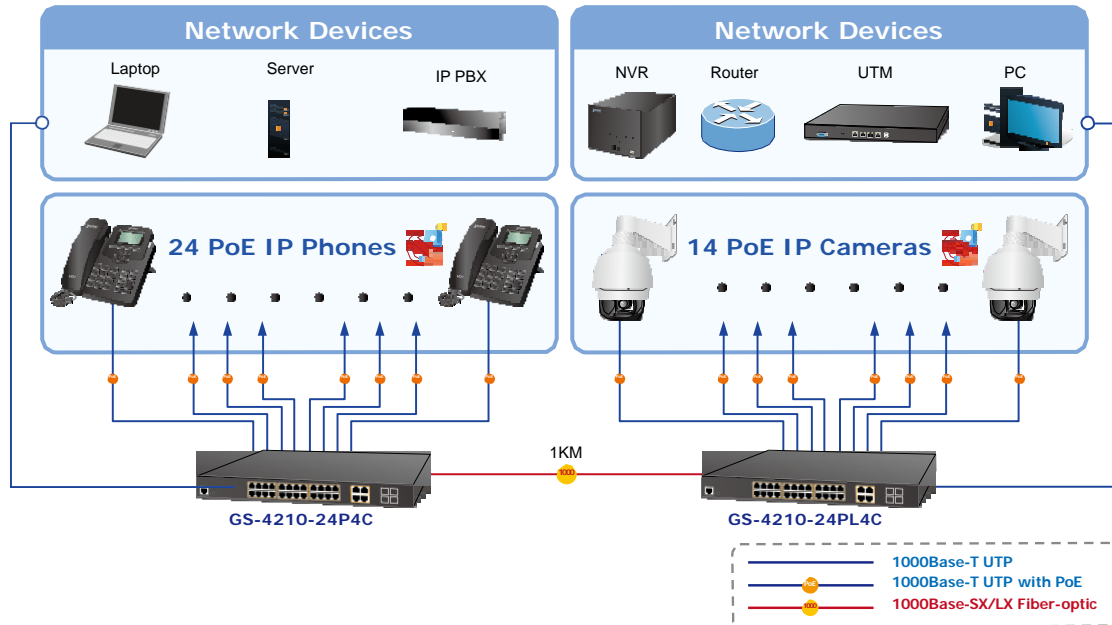 Network Devices
Laptop
Server
IP PBX
Network Devices
NVR
Router
UTM
PC
24 PoE IP Phones
14 PoE IP Cameras
1KM
1000
GS-4210-24P4C
GS-4210-24PL4C
1000Base-T UTP
PoE
1000Base-T UTP with PoE
1000
1000Base-SX/LX Fiber-optic